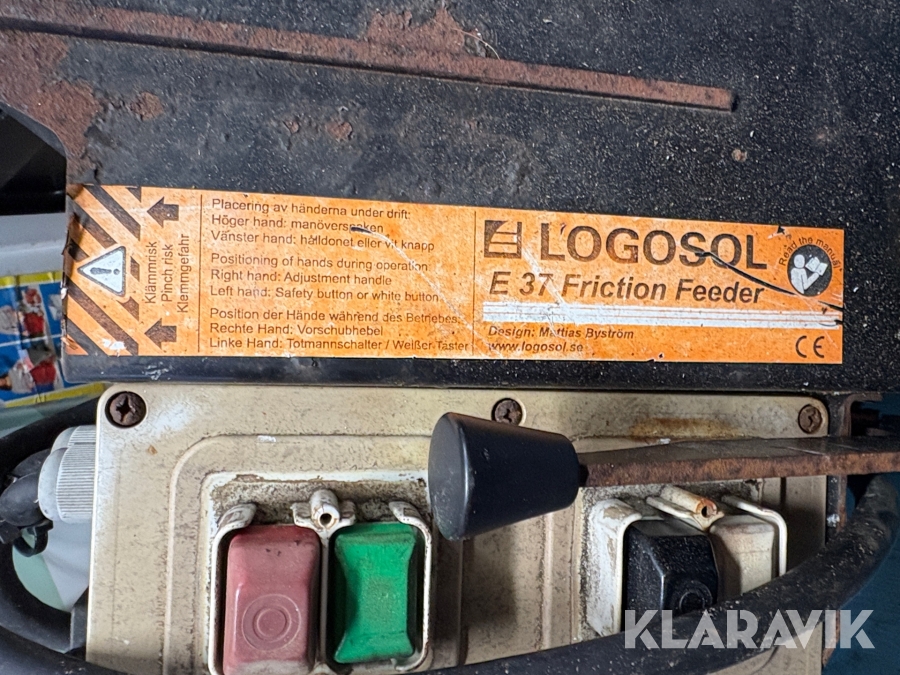 Klämmrisk
Pinch risk
Klemmgefahr
Placering av händerna under drift:
Höger hand: manöverspaken
Vänster hand: hålldonet eller vit knapp
Positioning of hands during operation
Right hand: Adjustment handle
Left hand: Safety button or white button
Position der Hände während des Betriebes:
Rechte Hand: Vorschubhebel
Linke Hand: Totmannschalter / Weißer Taster
LOGOSOL
E 37 Friction Feeder
Design: Mattias Byström
www.logosol.se
Read the manual
CE
KLARAVIK